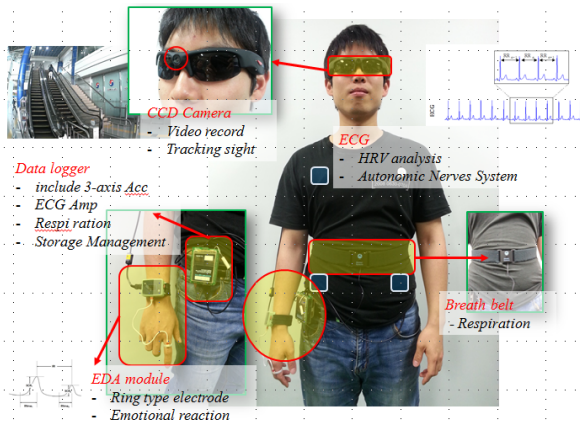 CCD Camera
- Video record
- Tracking sight
ECG
- HRV analysis
- Autonomic Nerves System
ECG
Data logger
- include 3-axis Acc
- ECG Amp
- Respi ration
- Storage Management
Breath belt
- Respiration
EDA module
- Ring type electrode
- Emotional reaction